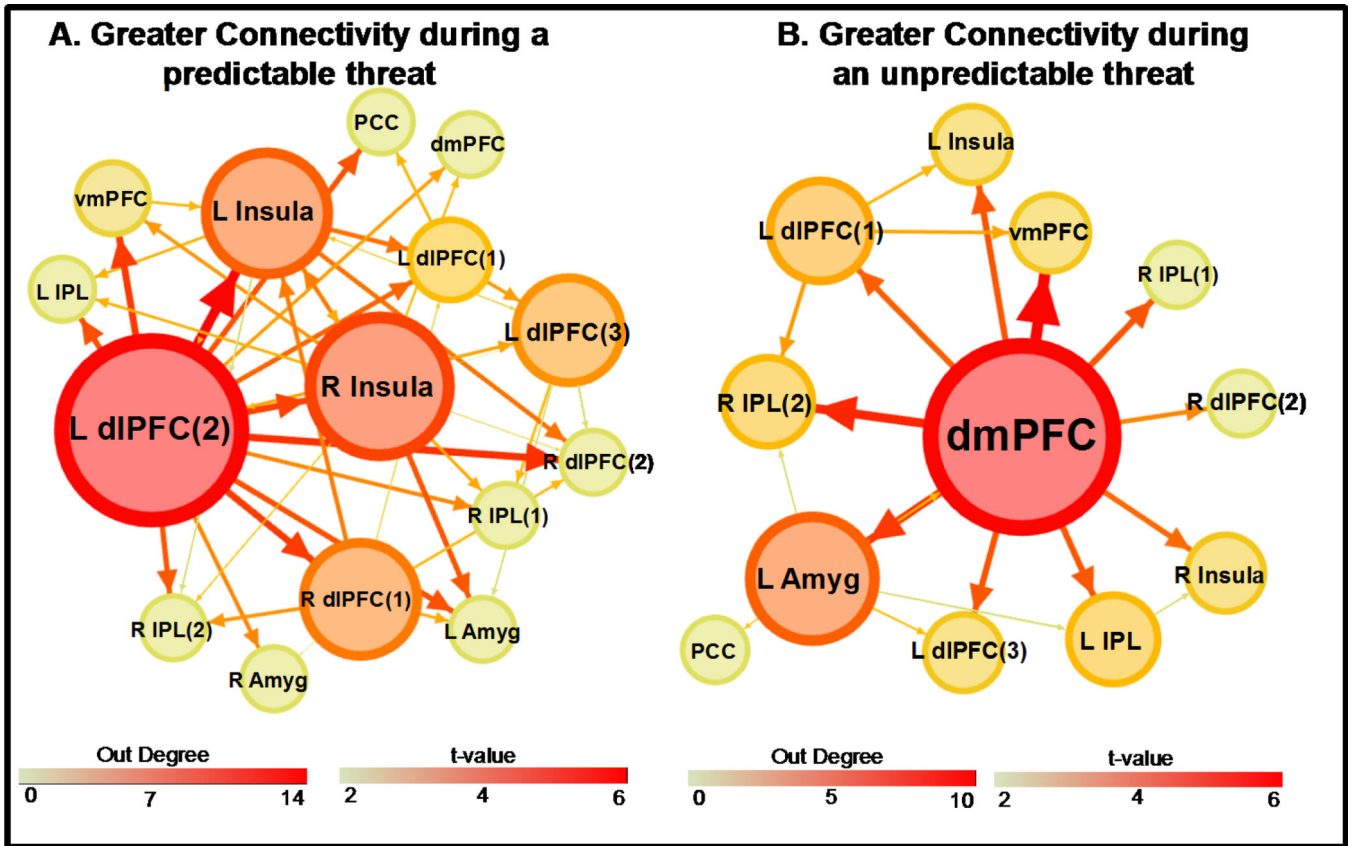 A. Greater Connectivity during a
predictable threat
PCC
dmPFC
vmPFC
L Insula
L dlPFC(1)
L IPL
L dlPFC(3)
R Insula
L dlPFC(2)
R dlPFC(2)
R IPL(1)
R dlPFC(1)
R IPL(2)
L Amyg
R Amyg
Out Degree
0 7 14
t-value
2 4 6
B. Greater Connectivity during
an unpredictable threat
L Insula
L dlPFC(1)
vmPFC
R IPL(1)
R IPL(2)
R dlPFC(2)
dmPFC
L Amyg
R Insula
L IPL
L dlPFC(3)
PCC
Out Degree
0 5 10
t-value
2 4 6